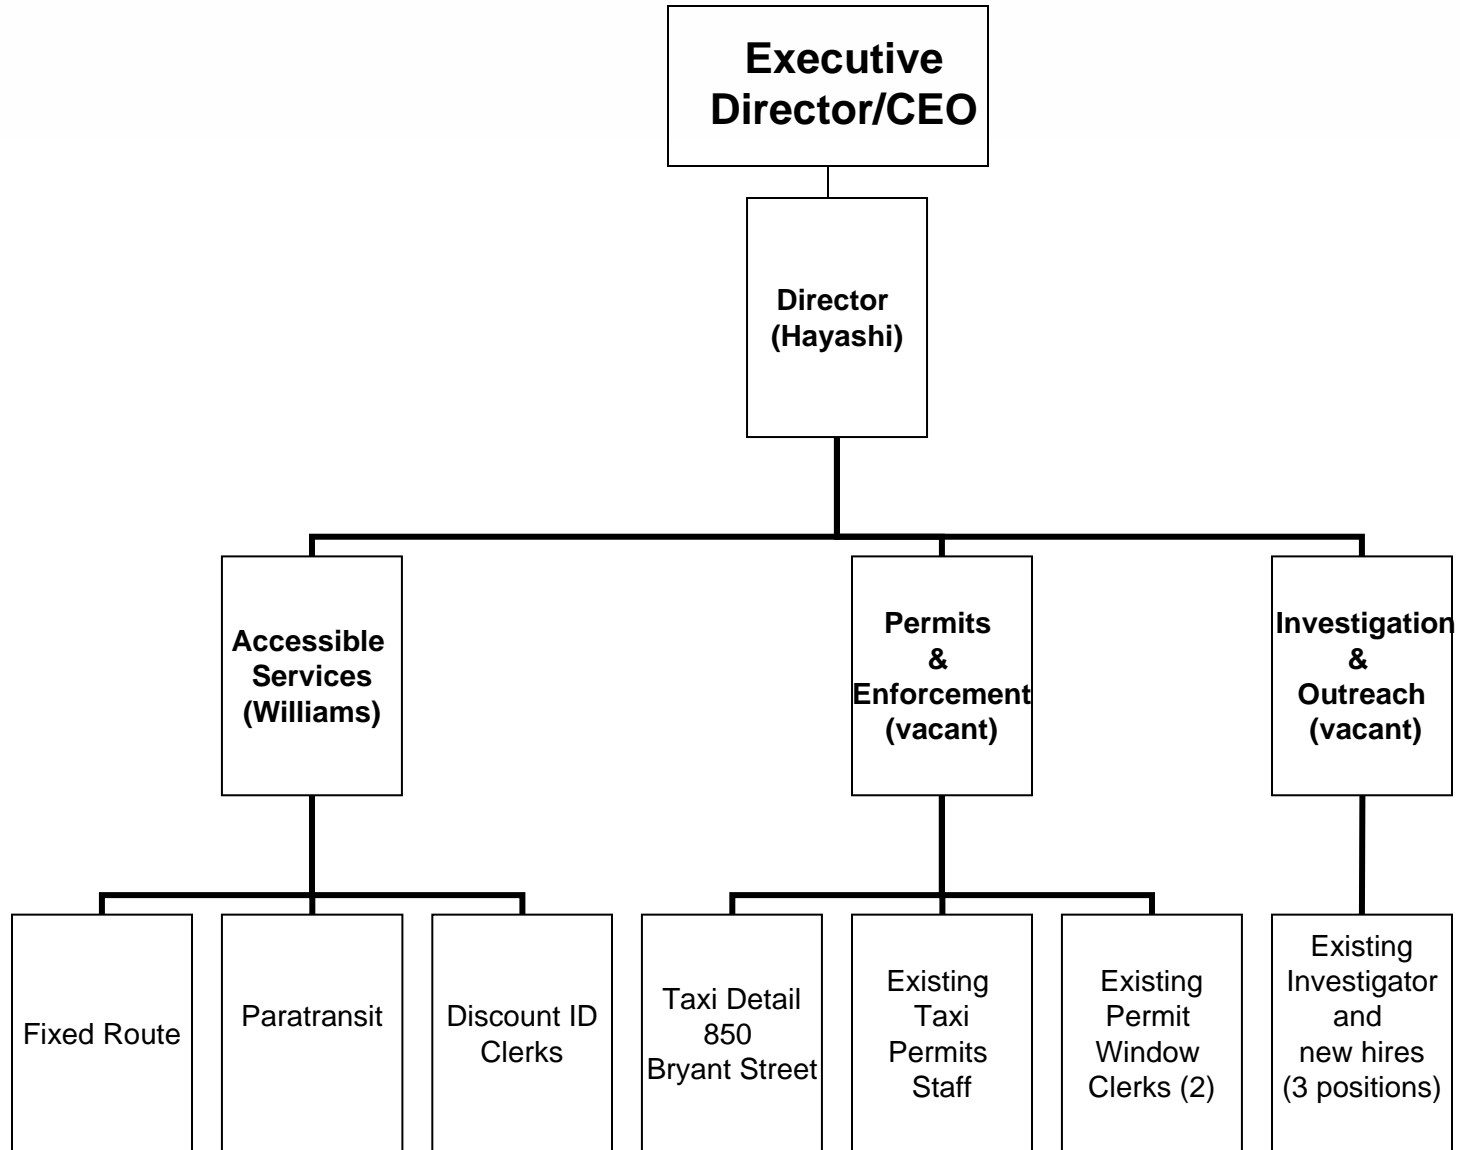 Executive
Director/CEO
Director
(Hayashi)
Accessible
Services
(Williams)
Permits
&
Enforcement
(vacant)
Investigation
&
Outreach
(vacant)
Fixed Route
Paratransit
Discount ID
Clerks
Taxi Detail
850
Bryant Street
Existing
Taxi
Permits
Staff
Existing
Permit
Window
Clerks (2)
Existing
Investigator
and
new hires
(3 positions)